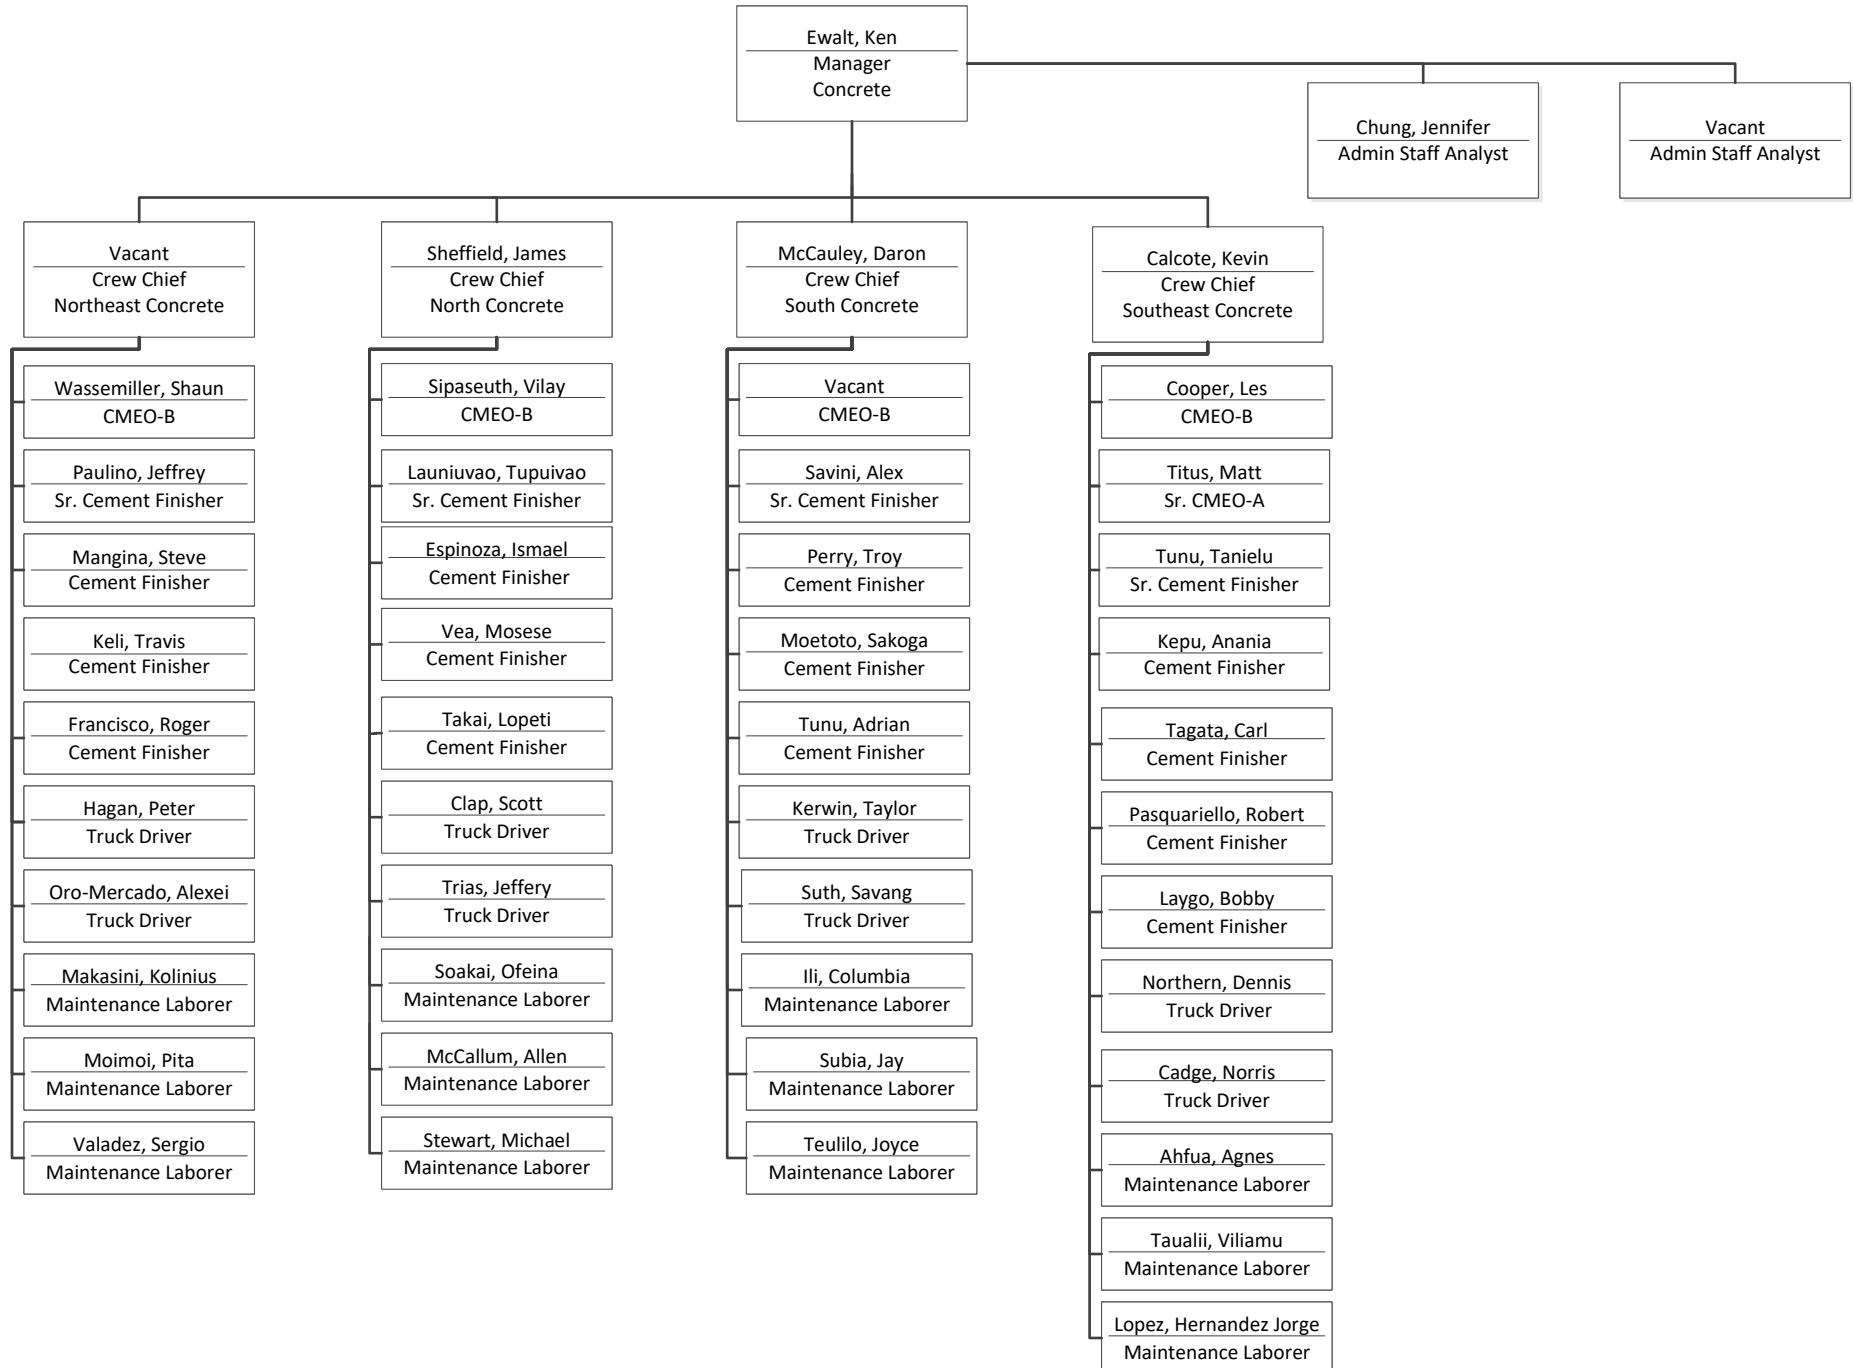 Ewalt, Ken
Manager
Concrete
Chung, Jennifer
Admin Staff Analyst
Vacant
Admin Staff Analyst
Vacant
Crew Chief
Northeast Concrete
Wassemiller, Shaun
CMEO-B
Paulino, Jeffrey
Sr. Cement Finisher
Mangina, Steve
Cement Finisher
Keli, Travis
Cement Finisher
Francisco, Roger
Cement Finisher
Hagan, Peter
Truck Driver
Oro-Mercado, Alexei
Truck Driver
Makasini, Kolinius
Maintenance Laborer
Moimoi, Pita
Maintenance Laborer
Valadez, Sergio
Maintenance Laborer
Sheffield, James
Crew Chief
North Concrete
Sipaseuth, Vilay
CMEO-B
Launiuvao, Tupuivao
Sr. Cement Finisher
Espinoza, Ismael
Cement Finisher
Vea, Mosese
Cement Finisher
Takai, Lopeti
Cement Finisher
Clap, Scott
Truck Driver
Trias, Jeffery
Truck Driver
Soakai, Ofeina
Maintenance Laborer
McCallum, Allen
Maintenance Laborer
Stewart, Michael
Maintenance Laborer
McCauley, Daron
Crew Chief
South Concrete
Vacant
CMEO-B
Savini, Alex
Sr. Cement Finisher
Perry, Troy
Cement Finisher
Moetoto, Sakoga
Cement Finisher
Tunu, Adrian
Cement Finisher
Kerwin, Taylor
Truck Driver
Suth, Savang
Truck Driver
Ili, Columbia
Maintenance Laborer
Subia, Jay
Maintenance Laborer
Teulilo, Joyce
Maintenance Laborer
Calcote, Kevin
Crew Chief
Southeast Concrete
Cooper, Les
CMEO-B
Titus, Matt
Sr. CMEO-A
Tunu, Tanielu
Sr. Cement Finisher
Kepu, Anania
Cement Finisher
Tagata, Carl
Cement Finisher
Pasquariello, Robert
Cement Finisher
Laygo, Bobby
Cement Finisher
Northern, Dennis
Truck Driver
Cadge, Norris
Truck Driver
Ahfua, Agnes
Maintenance Laborer
Taualii, Viliamu
Maintenance Laborer
Lopez, Hernandez Jorge
Maintenance Laborer